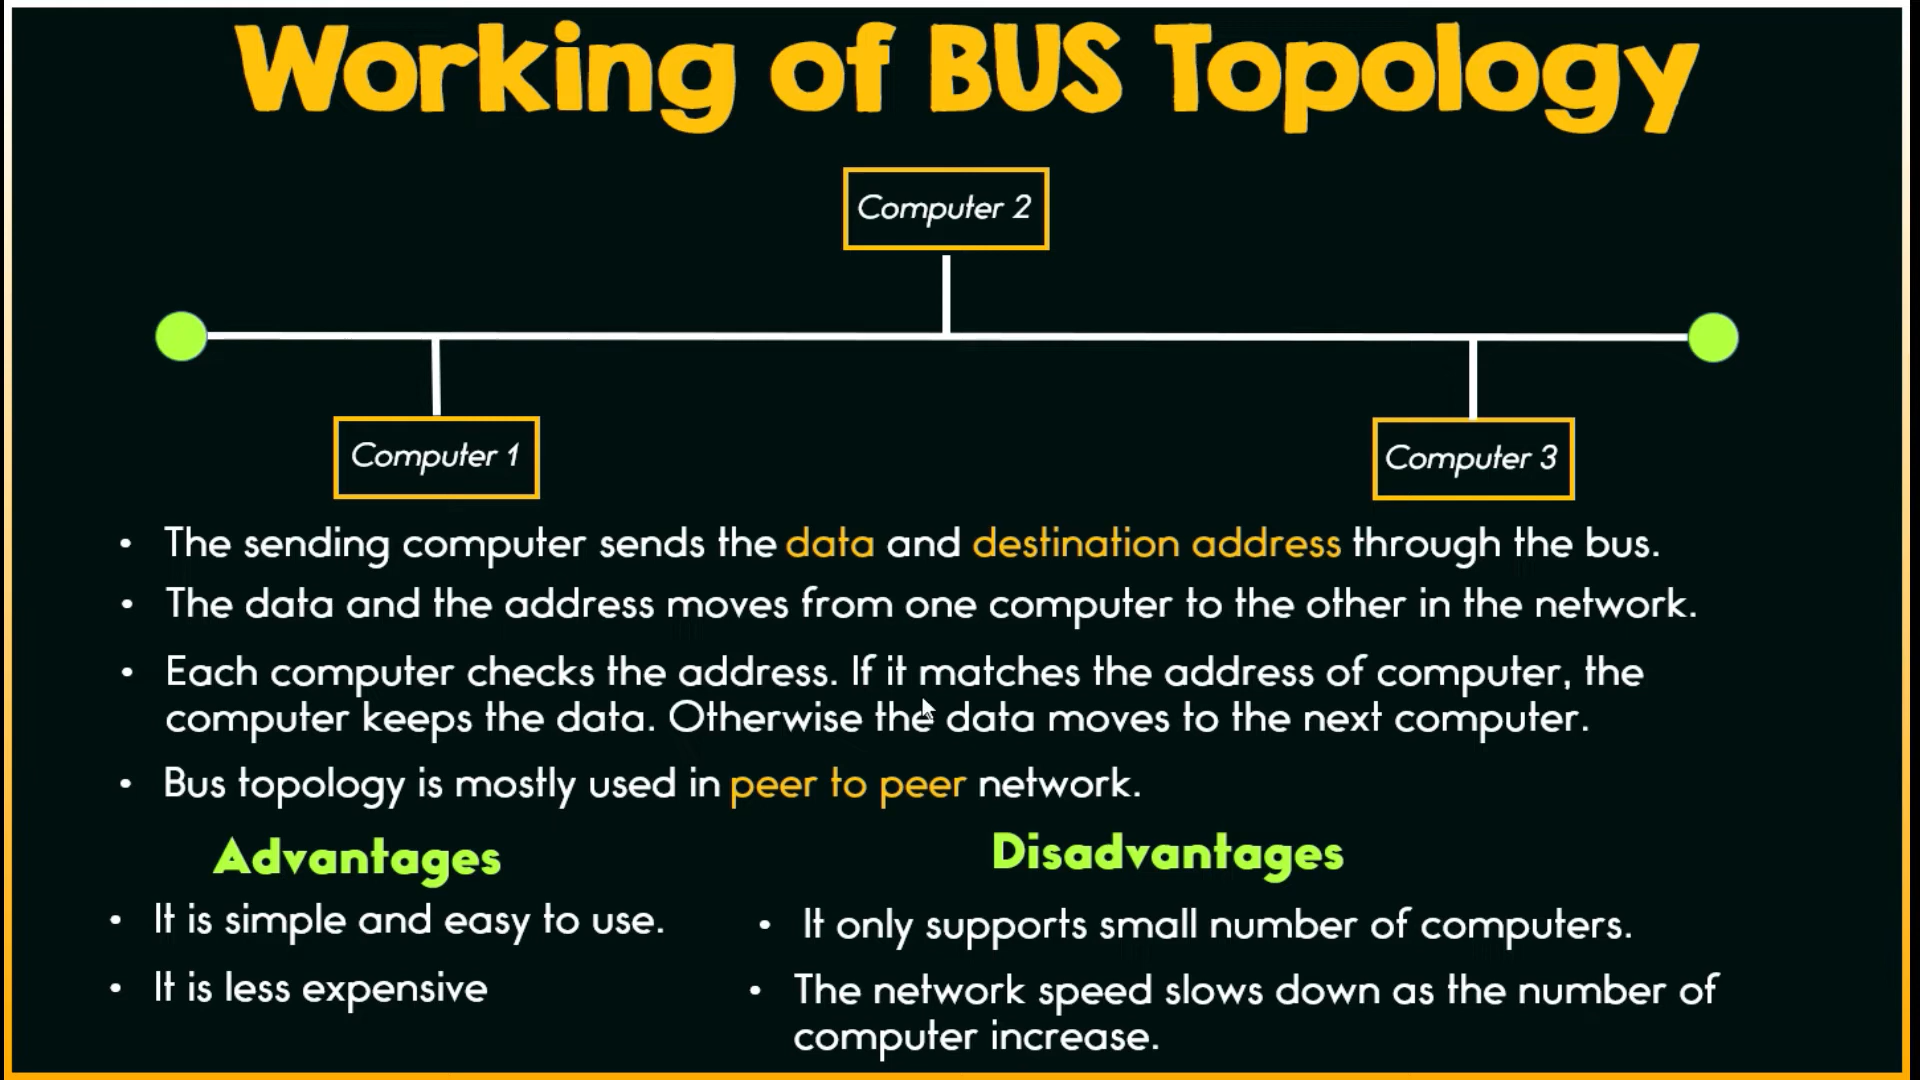 Working of BUS Topology
Computer 2
Computer 1
Computer 3
• The sending computer sends the data and destination address through the bus.
• The data and the address moves from one computer to the other in the network.
• Each computer checks the address. If it matches the address of computer, the
computer keeps the data. Otherwise the data moves to the next computer.
• Bus topology is mostly used in peer to peer network.
Advantages
• It is simple and easy to use.
• It is less expensive
Disadvantages
• It only supports small number of computers.
• The network speed slows down as the number of
computer increase.